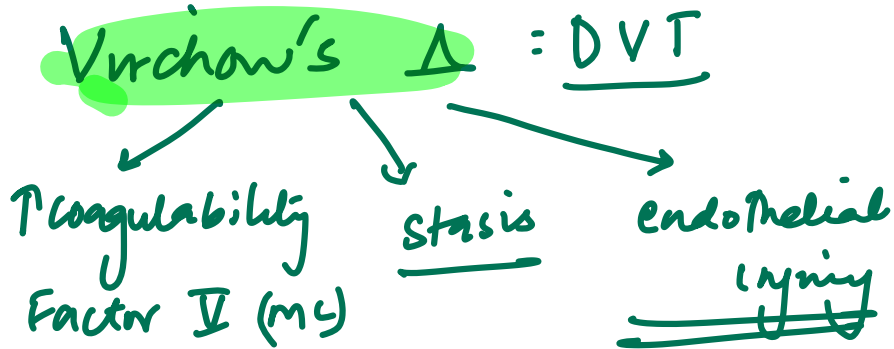 Virchow's Δ = DVT
↑coagulability
Factor V (mc)
stasis
endothelial
injury